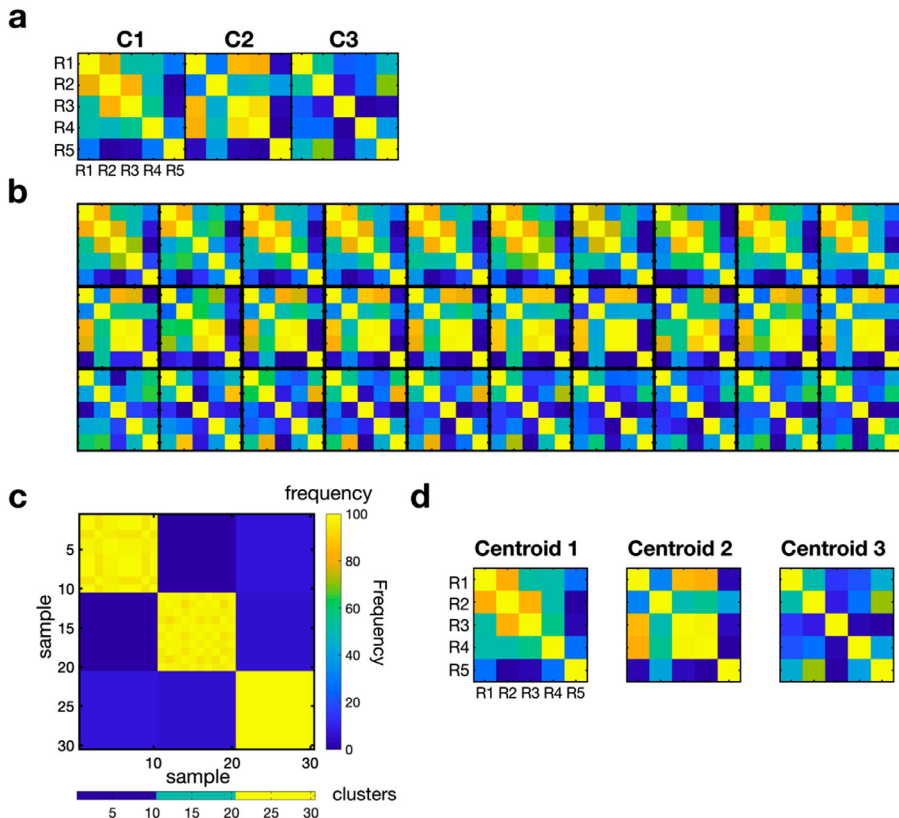 a
C1 C2 C3
R1
R2
R3
R4
R5
R1 R2 R3 R4 R5
b
c
frequency
100
80
60
40
20
0
Frequency
sample
5
10
15
20
25
30
10 20 30
sample
5 10 15 20 25 30
clusters
d
Centroid 1 Centroid 2 Centroid 3
R1
R2
R3
R4
R5
R1 R2 R3 R4 R5